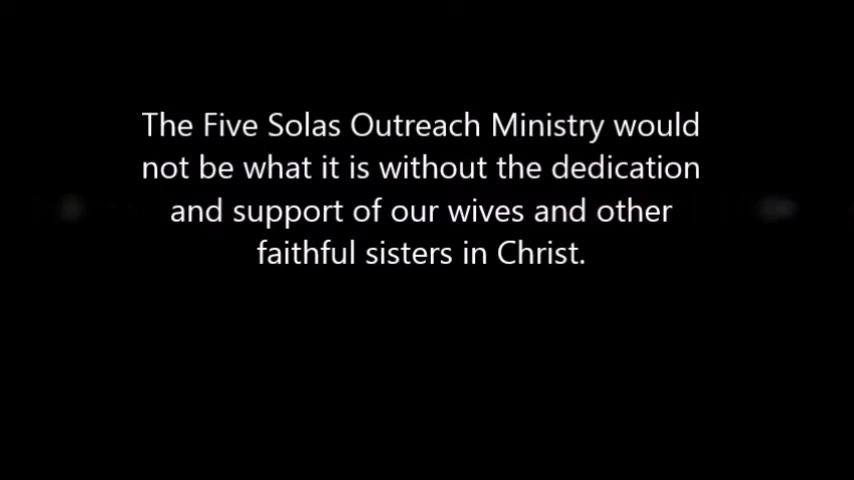 The Five Solas Outreach Ministry would
not be what it is without the dedication
and support of our wives and other
faithful sisters in Christ.